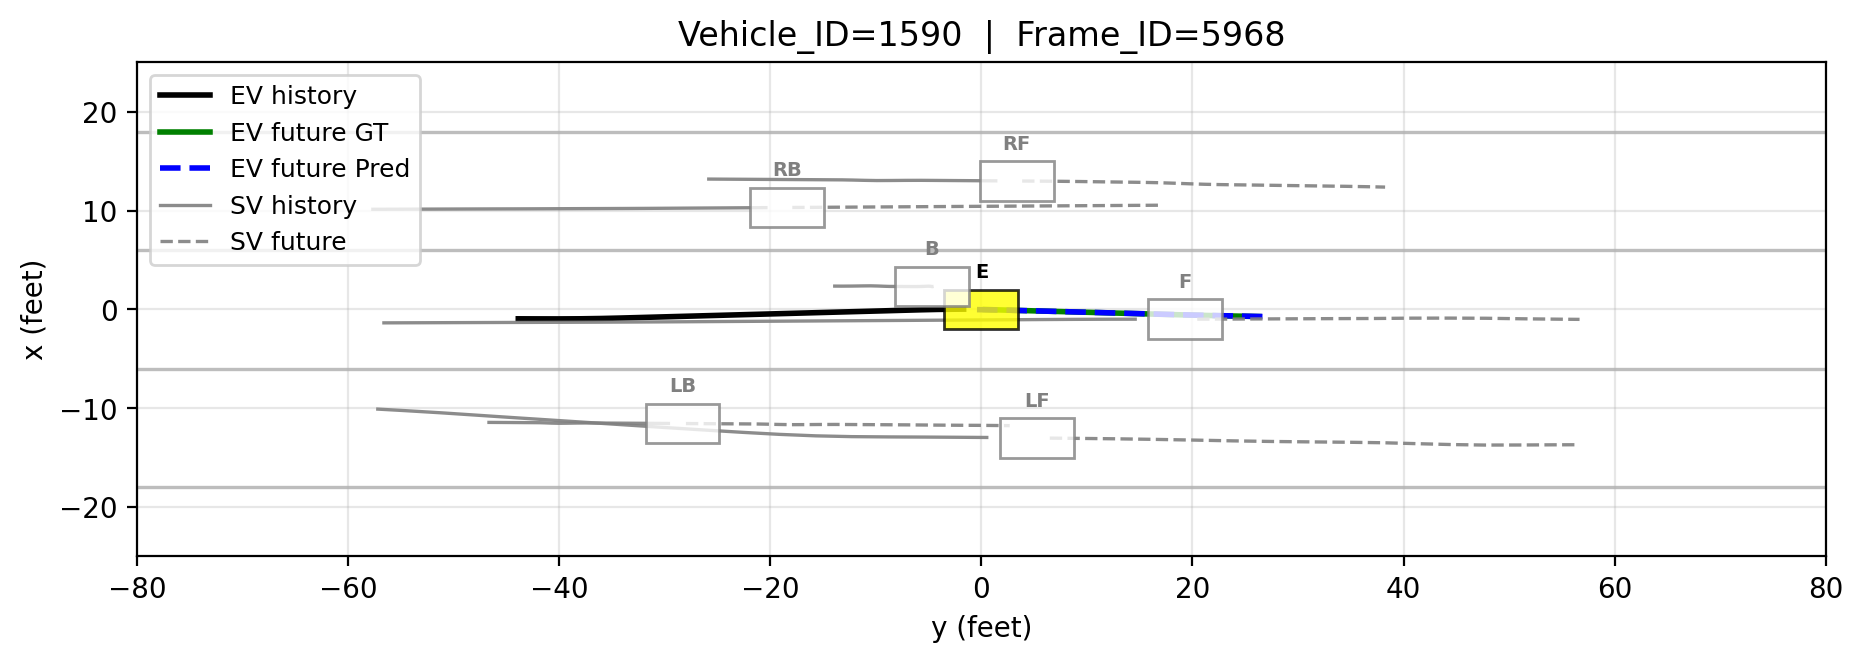 Vehicle_ID=1590  |  Frame_ID=5968
EV history
EV future GT
EV future Pred
SV history
SV future
RF
RB
B
E
F
LB
LF
20
10
0
−10
−20
x (feet)
−80
−60
−40
−20
0
20
40
60
80
y (feet)